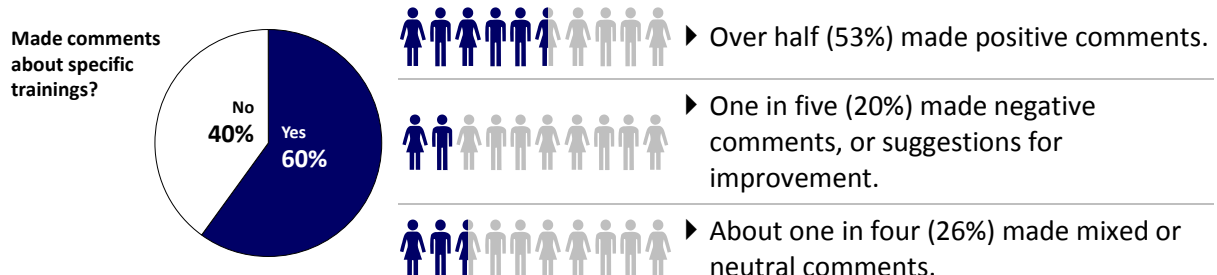 Made comments
about specific
trainings?
No
40%
Yes
60%
Over half (53%) made positive comments.
One in five (20%) made negative
comments, or suggestions for
improvement.
About one in four (26%) made mixed or
neutral comments.